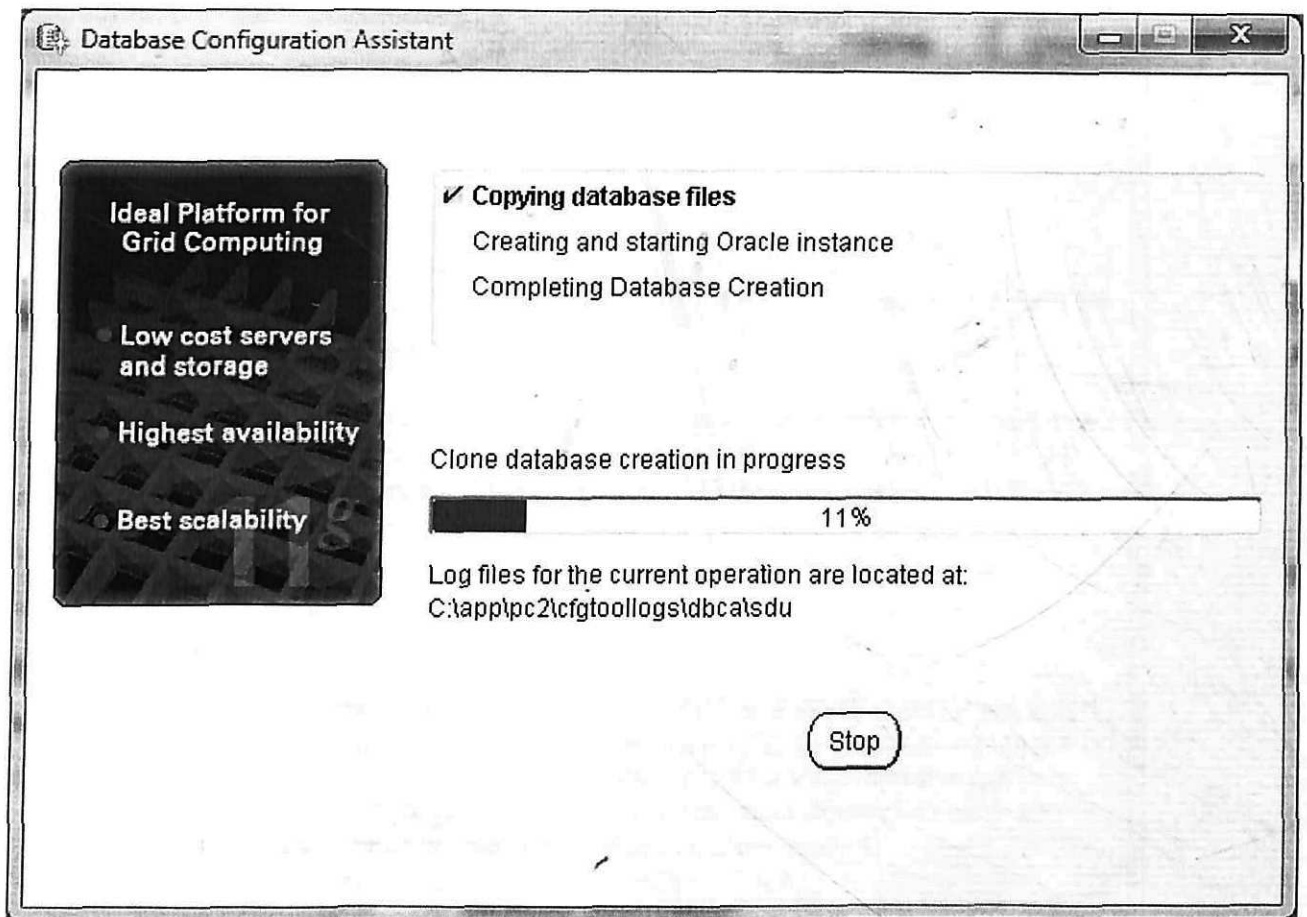 Database Configuration Assistant
Ideal Platform for
Grid Computing
Low cost servers
and storage
Highest availability
Best scalability
11g
Copying database files
Creating and starting Oracle instance
Completing Database Creation
Clone database creation in progress
11%
Log files for the current operation are located at:
C:\app\pc2\cfgtoollogs\dbca\sdu
Stop